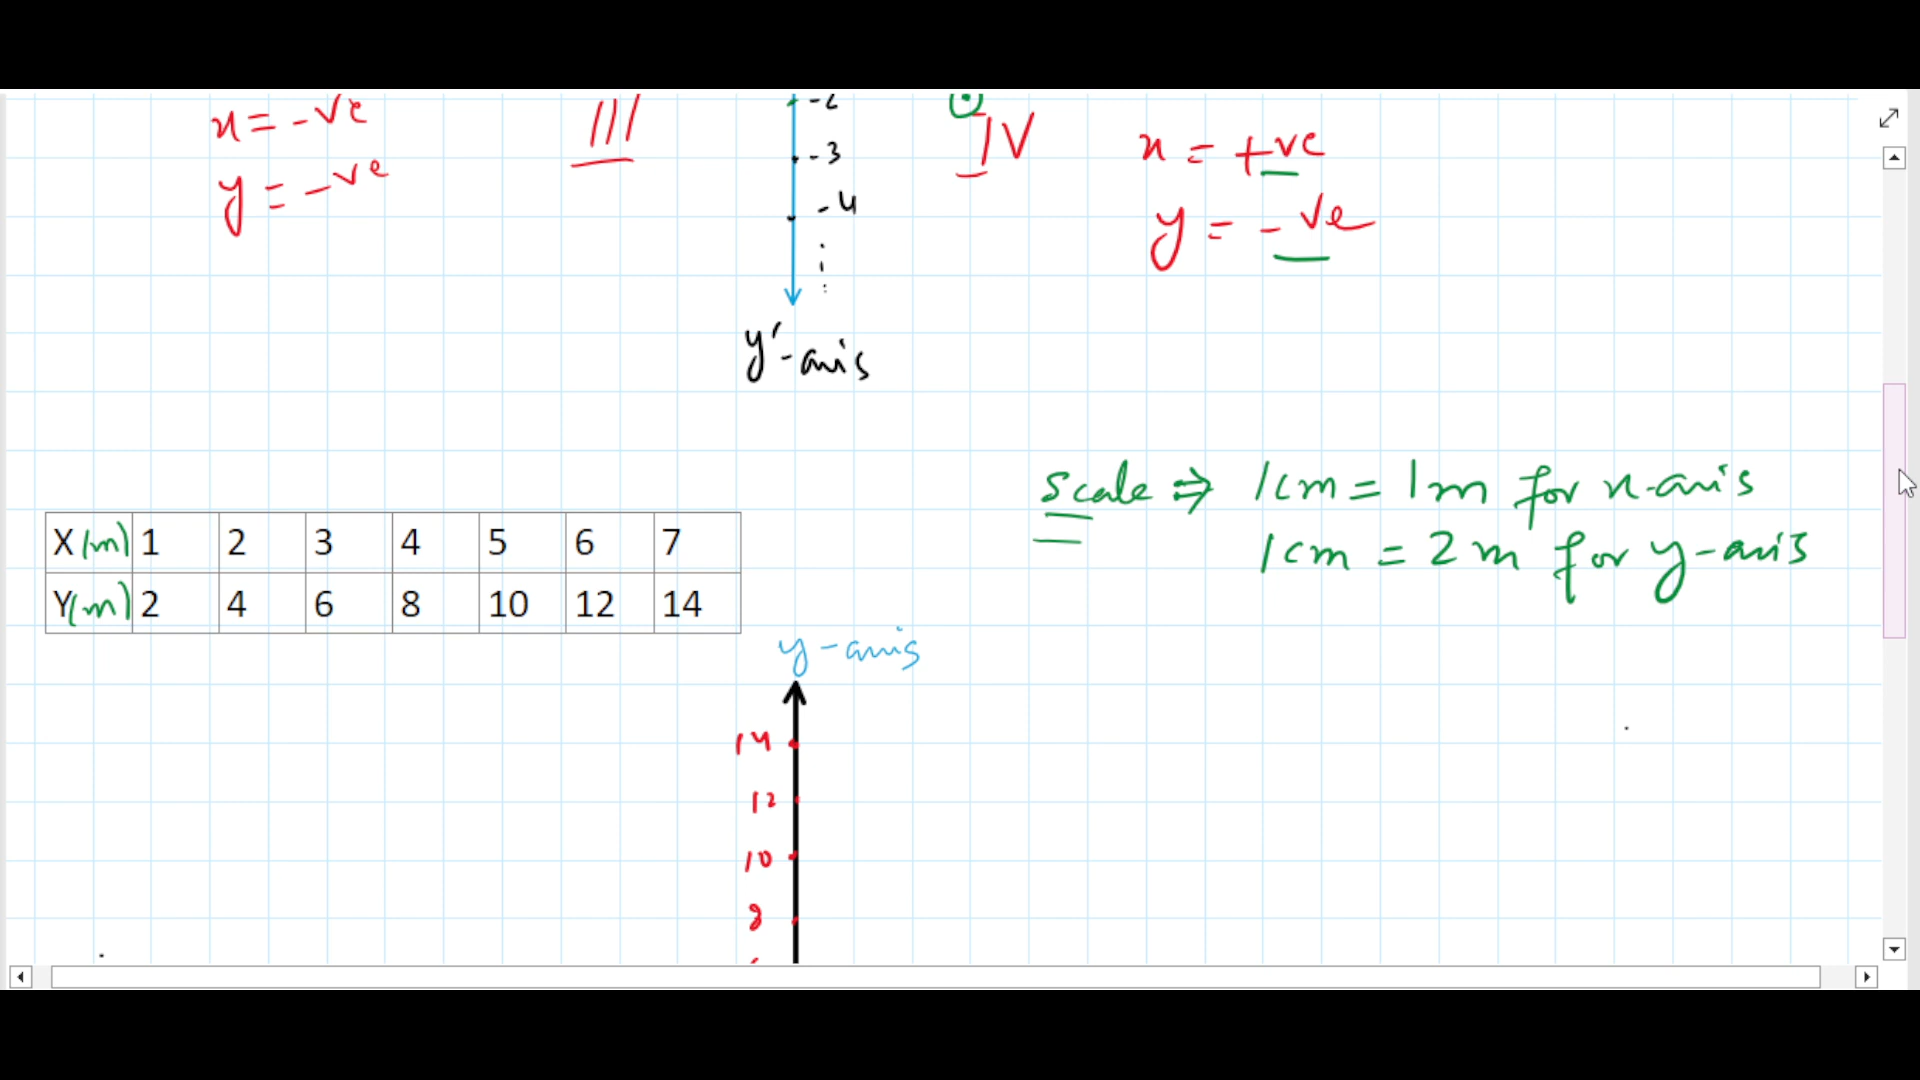 x = -ve
y = -ve
III
-2
-3
-4
y'-axis
IV
x = +ve
y = -ve
Scale ⇒ 1cm = 1m for x-axis
1cm = 2m for y-axis
X(m) 1 2 3 4 5 6 7
Y(m) 2 4 6 8 10 12 14
y-axis
14
12
10
8